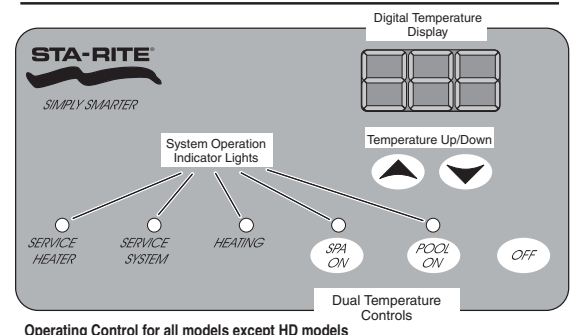 Digital Temperature
Display
STA-RITE®
SIMPLY SMARTER
System Operation
Indicator Lights
Temperature Up/Down
SERVICE
HEATER
SERVICE
SYSTEM
HEATING
SPA
ON
POOL
ON
OFF
Dual Temperature
Controls
Operating Control for all models except HD models